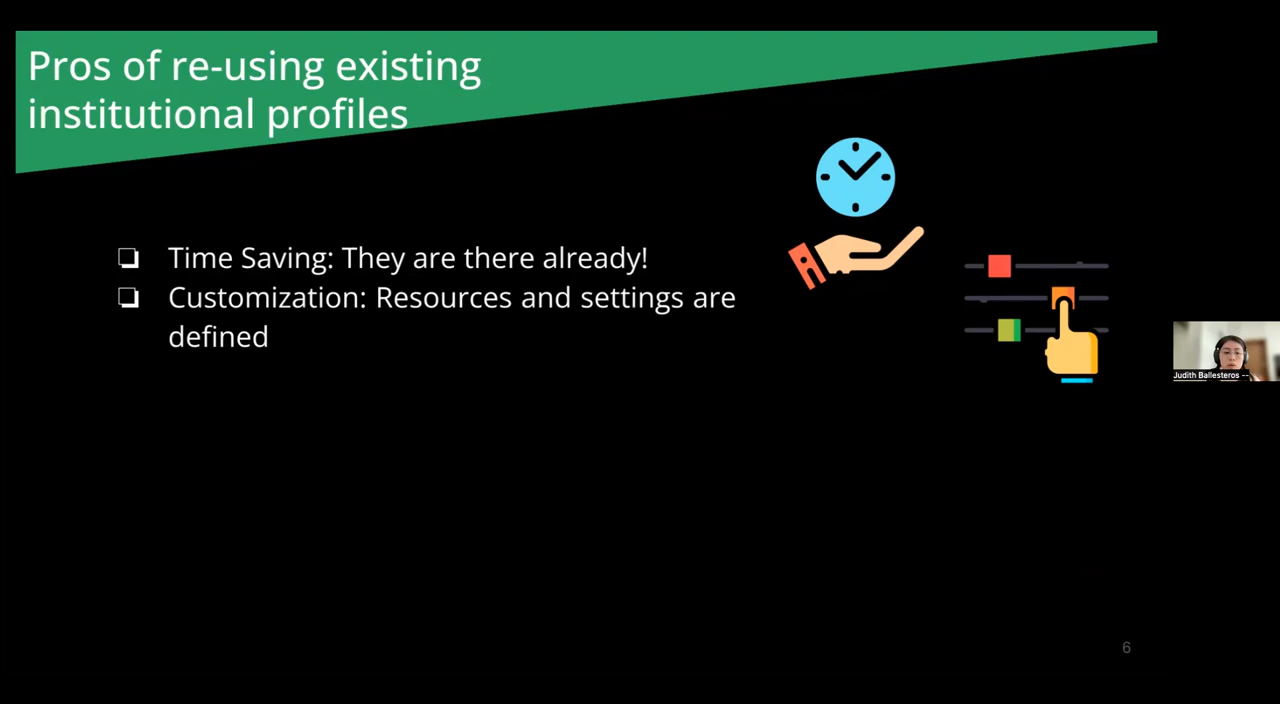 Pros of re-using existing
institutional profiles
❏ Time Saving: They are there already!
❏ Customization: Resources and settings are
defined
Judith Ballesteros --
6